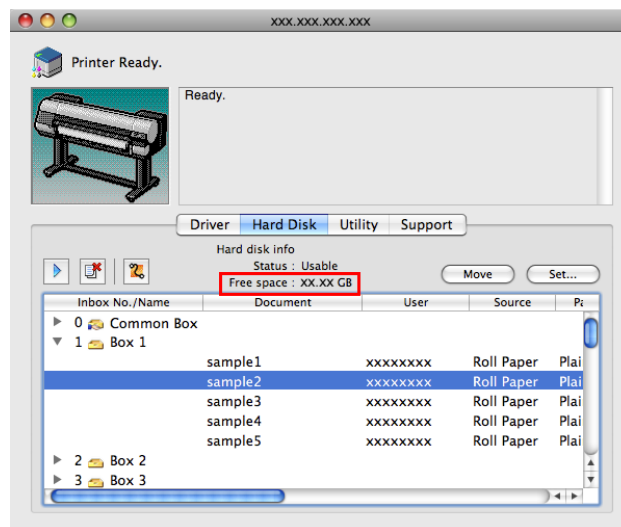 xxx.xxx.xxx.xxx
Printer Ready.
Ready.
Driver Hard Disk Utility Support
Hard disk info
Status : Usable
Free space : XX.XX GB
Move Set...
Inbox No./Name Document User Source Pa
0 Common Box
1 Box 1
sample1 xxxxxxxx Roll Paper Plai
sample2 xxxxxxxx Roll Paper Plai
sample3 xxxxxxxx Roll Paper Plai
sample4 xxxxxxxx Roll Paper Plai
sample5 xxxxxxxx Roll Paper Plai
2 Box 2
3 Box 3